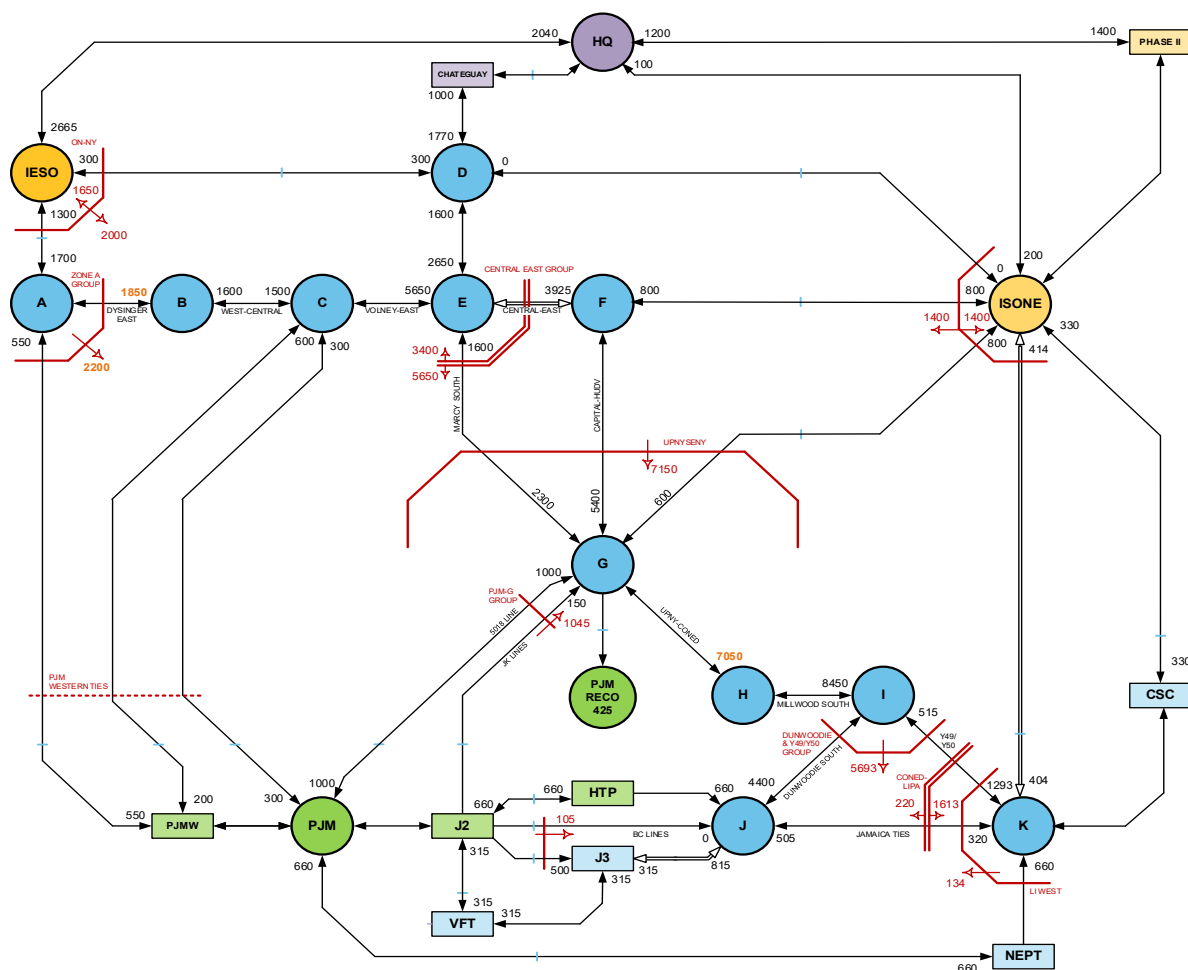 2040
HQ
1200
1400
PHASE II
100
CHATEGUAY
1000
2665
ON-NY
1770
IESO
300
300
D
0
1650
1300
2000
1600
200
1700
ZONE A
GROUP
2650
CENTRAL EAST GROUP
0
A
1850
B
1600
1500
C
5650
E
3925
F
800
800
ISONE
DYSINGER
EAST
WEST-CENTRAL
VOLNEY-EAST
CENTRAL-EAST
1400
1400
330
550
600
300
1600
800
414
2200
3400
5650
MARCY SOUTH
CAPITAL-HUDV
UPNYSENY
7150
2300
5400
600
G
1000
PJM-G
GROUP
150
1045
5018 LINE
JK LINES
UPNY-CONED
PJM
WESTERN TIES
PJM
RECO
425
7050
H
8450
I
MILLWOOD SOUTH
330
CSC
515
DUNWOODIE
& Y49/Y50
GROUP
5693
Y49/
Y50
DUNWOODIE SOUTH
CONED-
LIPA
1293
404
200
1000
660
HTP
660
4400
220
1613
550
PJMW
300
PJM
J2
660
105
BC LINES
0
J
505
JAMAICA TIES
320
K
315
500
J3
315
815
660
315
134
LI WEST
660
315
VFT
315
NEPT
660